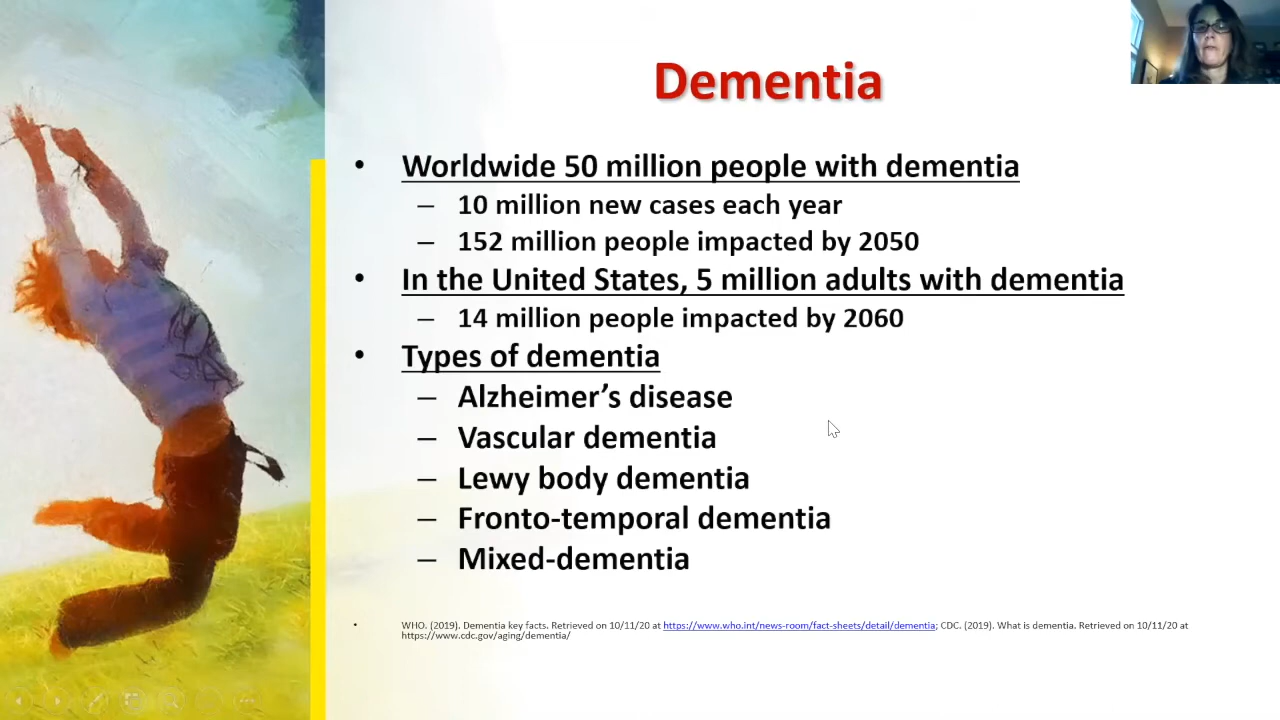 Dementia
• Worldwide 50 million people with dementia
– 10 million new cases each year
– 152 million people impacted by 2050
• In the United States, 5 million adults with dementia
– 14 million people impacted by 2060
• Types of dementia
– Alzheimer’s disease
– Vascular dementia
– Lewy body dementia
– Fronto-temporal dementia
– Mixed-dementia
• WHO. (2019). Dementia key facts. Retrieved on 10/11/20 at https://www.who.int/news-room/fact-sheets/detail/dementia; CDC. (2019). What is dementia. Retrieved on 10/11/20 at
https://www.cdc.gov/aging/dementia/